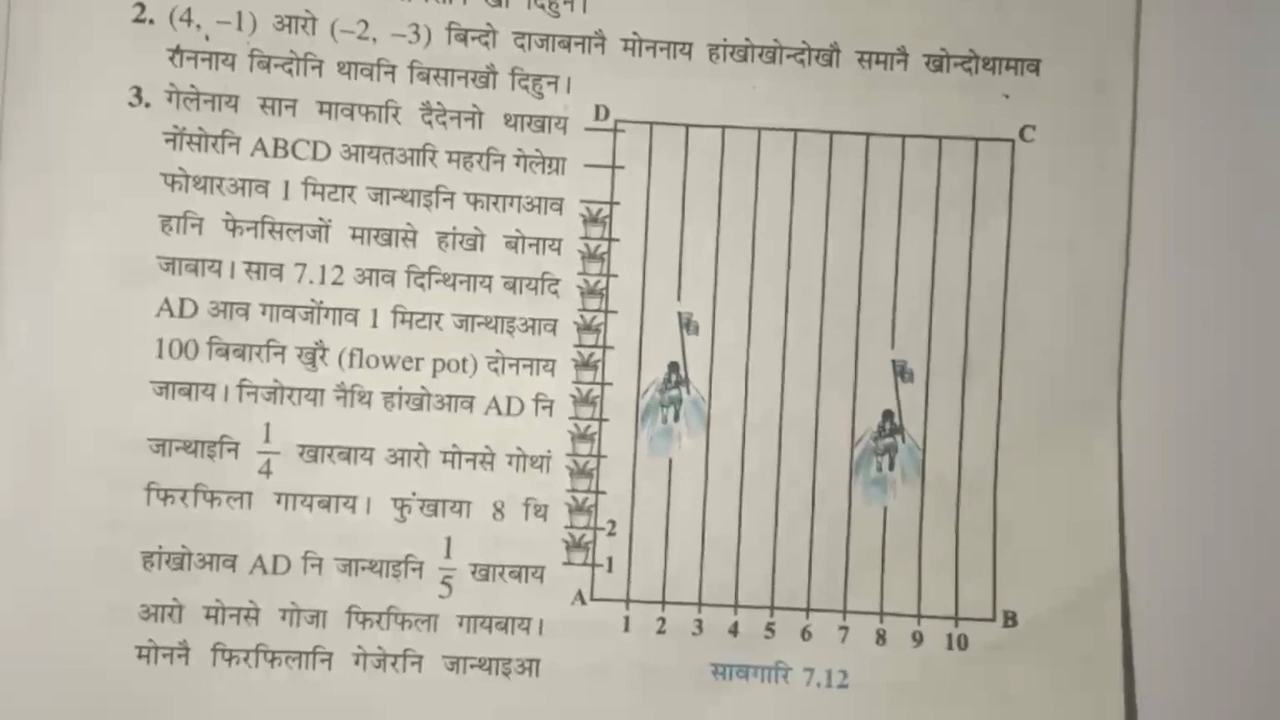 दिहुन।
2. (4, –1) आरो (–2, –3) बिन्दो दाजाबनानै मोननाय हांखोखोन्दोखौ समानै खोन्दोथामाव
राननाय बिन्दोनि थावनि बिसानखौ दिहुन।
3. गेलेनाय सान मावफारि दैदेननो थाखाय
नोंसोरनि ABCD आयतआरि महरनि गेलेग्रा
फोथारआव 1 मिटार जान्थाइनि फारागआव
हानि फेनसिलजों माखासे हांखो बोनाय
जाबाय। साव 7.12 आव दिन्थिनाय बायदि
AD आव गावजोंगाव 1 मिटार जान्थाइआव
100 बिबारनि खुरै (flower pot) दोननाय
जाबाय। निजोराया नैथि हांखोआव AD नि
जान्थाइनि 1/4 खारबाय आरो मोनसे गोथां
फिरफिला गायबाय। फुंखाया 8 थि
हांखोआव AD नि जान्थाइनि 1/5 खारबाय
आरो मोनसे गोजा फिरफिला गायबाय।
मोननै फिरफिलानि गेजेरनि जान्थाइआ
D C
2
1
A B
1 2 3 4 5 6 7 8 9 10
सावगारि 7.12